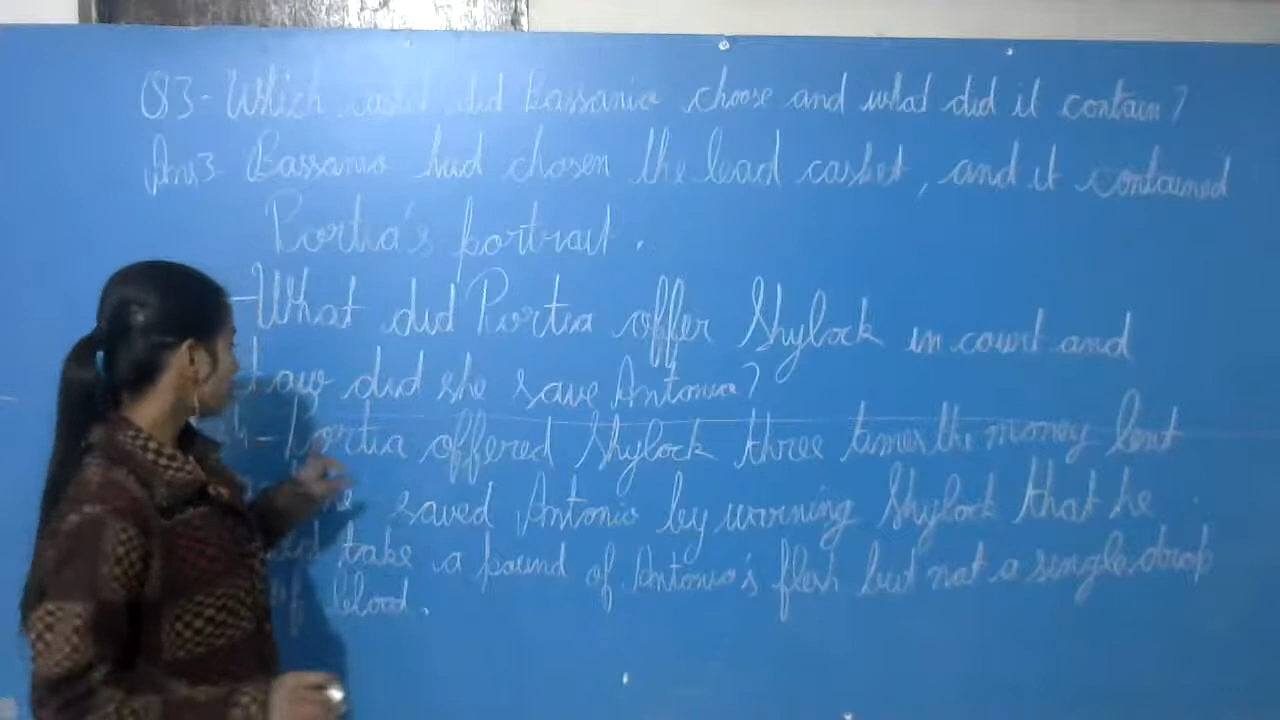 Q3- Which casket did Bassanio choose and what did it contain?
Ans3- Bassanio had chosen the lead casket, and it contained
Portia's portrait.
-What did Portia offer Shylock in court and
how did she save Antonio?
- Portia offered Shylock three times the money lent
saved Antonio by warning Shylock that he
take a pound of Antonio's flesh but not a single drop
of blood.